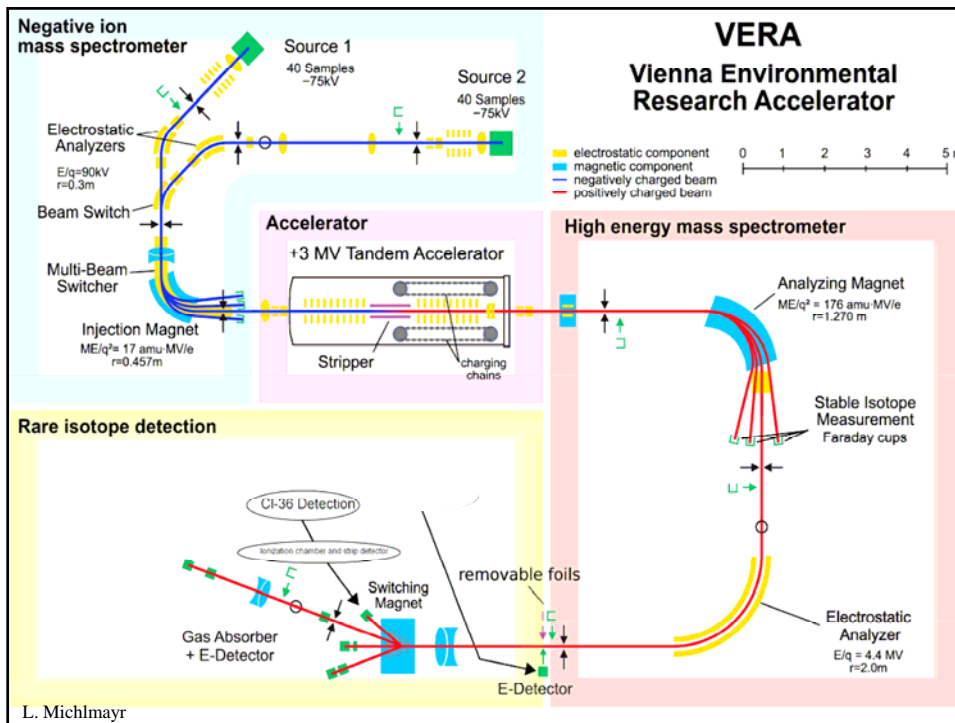 Negative ion
mass spectrometer
Source 1
40 Samples
−75kV
Source 2
40 Samples
−75kV
Electrostatic
Analyzers
E/q=90kV
r=0.3m
Beam Switch
Multi-Beam
Switcher
Injection Magnet
ME/q²= 17 amu·MV/e
r=0.457m
VERA
Vienna Environmental
Research Accelerator
electrostatic component
magnetic component
negatively charged beam
positively charged beam
0 1 2 3 4 5
Accelerator
+3 MV Tandem Accelerator
Stripper
charging
chains
High energy mass spectrometer
Analyzing Magnet
ME/q² = 176 amu·MV/e
r=1.270 m
Stable Isotope
Measurement
Faraday cups
Electrostatic
Analyzer
E/q = 4.4 MV
r=2.0m
Rare isotope detection
Cl-36 Detection
Ionization chamber and strip detector
removable foils
Switching
Magnet
Gas Absorber
+ E-Detector
E-Detector
L. Michlmayr